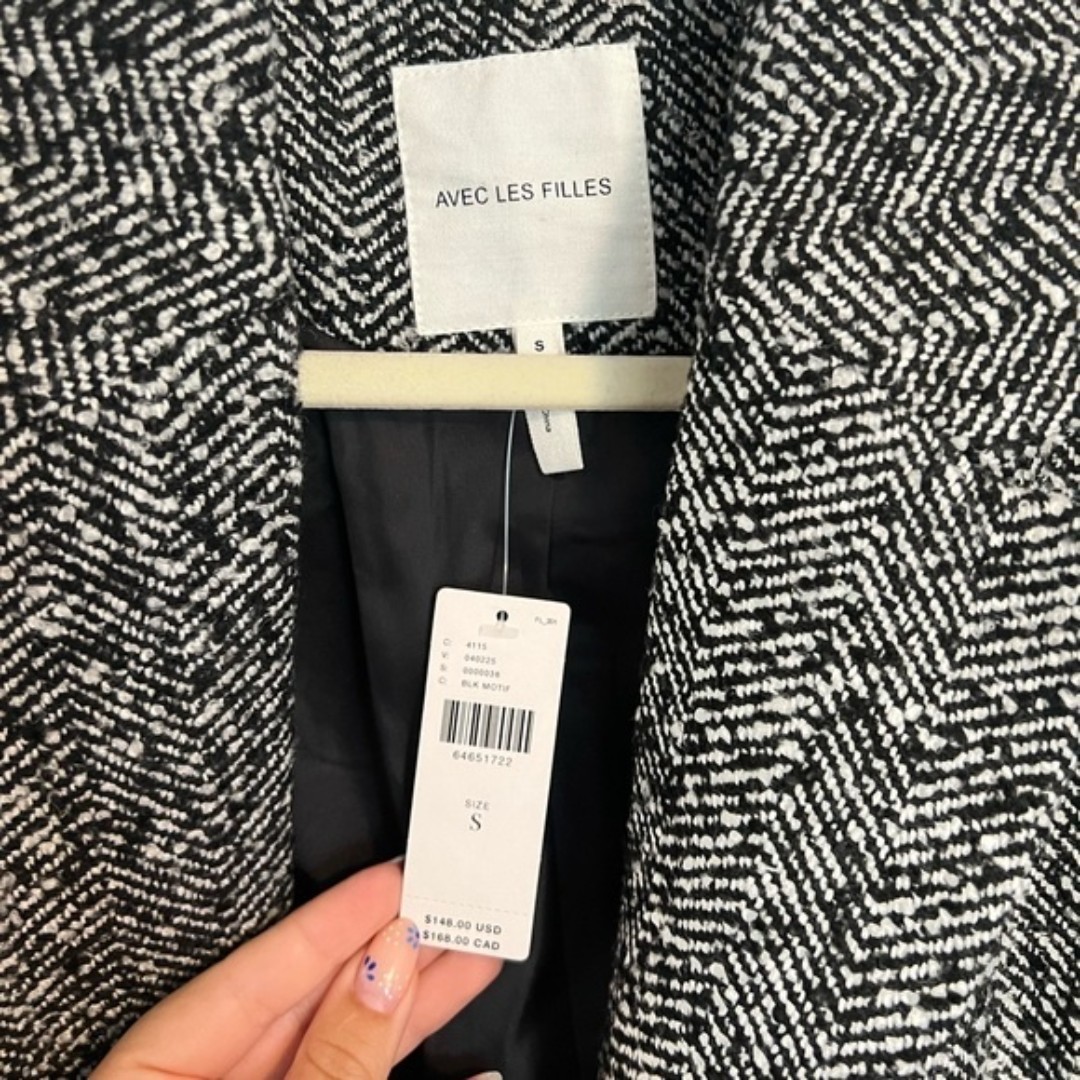 AVEC LES FILLES
S
C: 4115
V: 040225
S: 0000036
C: BLK MOTIF
64651722
SIZE
S
$148.00 USD
$168.00 CAD